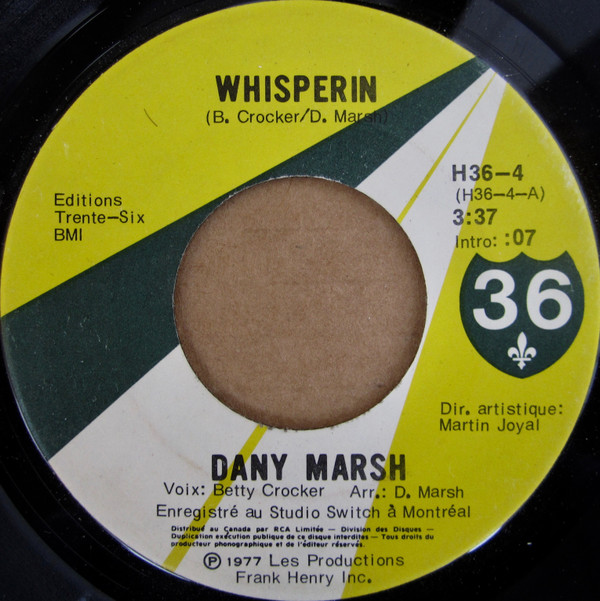 WHISPERIN
(B. Crocker/D. Marsh)
H36-4
(H36-4-A)
3:37
Intro: :07
Editions
Trente-Six
BMI
36
Dir. artistique:
Martin Joyal
DANY MARSH
Voix: Betty Crocker Arr.: D. Marsh
Enregistré au Studio Switch à Montréal
Distribué au Canada par RCA Limitée — Division des Disques —
Duplication exécution publique de ce disque interdites — Tous droits du
producteur phonographique et de l'éditeur réservés.
Ⓟ 1977 Les Productions
Frank Henry Inc.